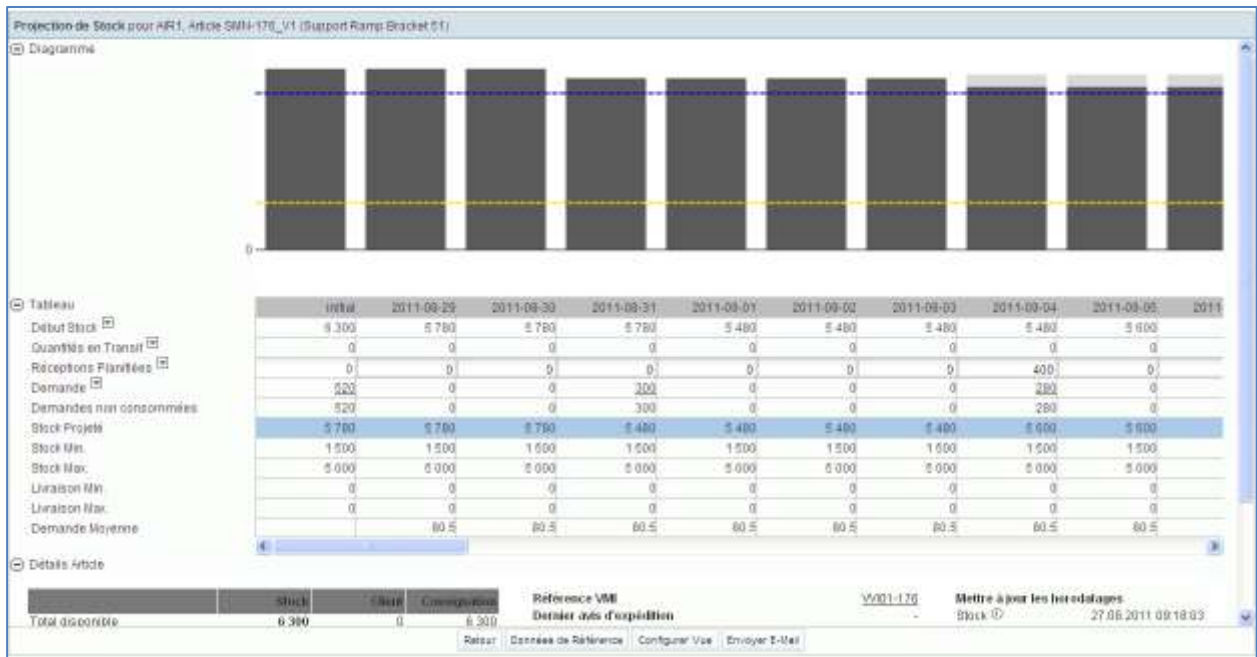 Projection de Stock pour AIR1, Article SMN-176_V1 (Support Ramp Bracket 51)
Diagramme
0
Tableau Initial 2011-08-29 2011-08-30 2011-08-31 2011-09-01 2011-09-02 2011-09-03 2011-09-04 2011-09-05 2011
Début Stock 6 300 5 780 5 780 5 780 5 480 5 480 5 480 5 480 5 600
Quantités en Transit 0 0 0 0 0 0 0 0 0
Réceptions Planifiées 0 0 0 0 0 0 0 400 0
Demande 520 0 0 300 0 0 0 280 0
Demandes non consommées 520 0 0 300 0 0 0 280 0
Stock Projeté 5 780 5 780 5 780 5 480 5 480 5 480 5 480 5 600 5 600
Stock Min. 1 500 1 500 1 500 1 500 1 500 1 500 1 500 1 500 1 500
Stock Max. 5 000 5 000 5 000 5 000 5 000 5 000 5 000 5 000 5 000
Livraison Min. 0 0 0 0 0 0 0 0 0
Livraison Max. 0 0 0 0 0 0 0 0 0
Demande Moyenne 80.5 80.5 80.5 80.5 80.5 80.5 80.5 80.5
Détails Article
Stock Client Consignation Référence VMI Mettre à jour les horodatages
Total disponible 6 300 0 6 300 Dernier avis d'expédition - Stock
Retour Données de Référence Configurer Vue Envoyer E-Mail